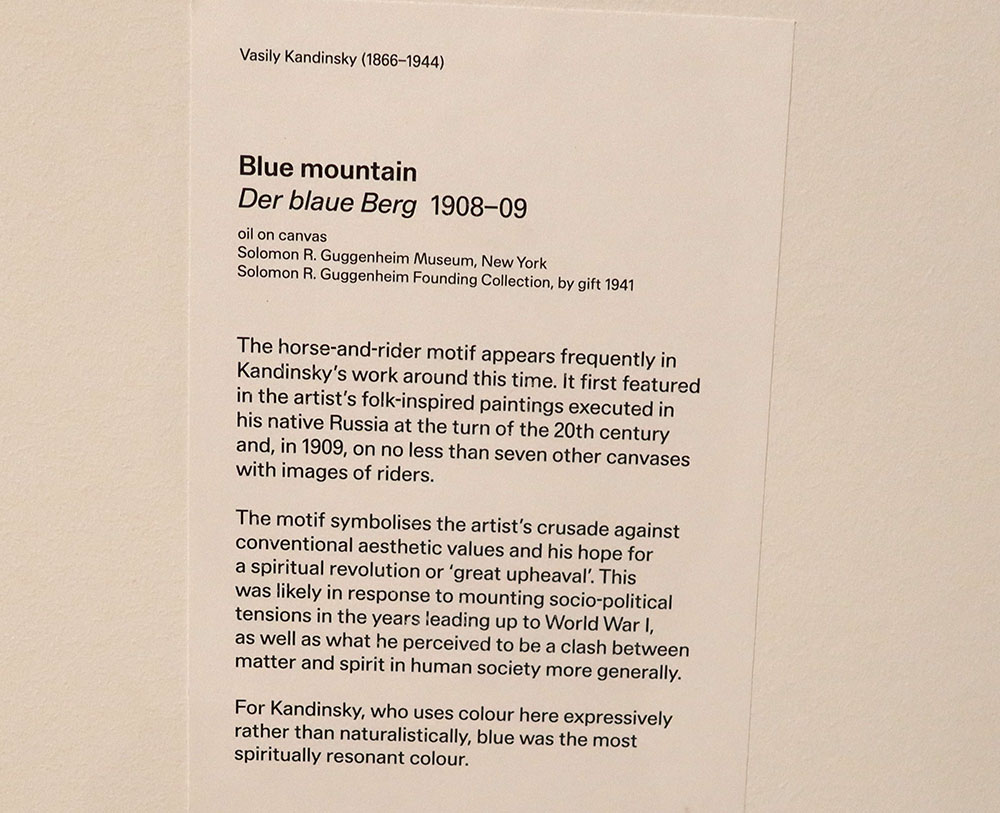 Vasily Kandinsky (1866–1944)
Blue mountain
Der blaue Berg 1908–09
oil on canvas
Solomon R. Guggenheim Museum, New York
Solomon R. Guggenheim Founding Collection, by gift 1941
The horse-and-rider motif appears frequently in
Kandinsky's work around this time. It first featured
in the artist's folk-inspired paintings executed in
his native Russia at the turn of the 20th century
and, in 1909, on no less than seven other canvases
with images of riders.
The motif symbolises the artist's crusade against
conventional aesthetic values and his hope for
a spiritual revolution or ‘great upheaval’. This
was likely in response to mounting socio-political
tensions in the years leading up to World War I,
as well as what he perceived to be a clash between
matter and spirit in human society more generally.
For Kandinsky, who uses colour here expressively
rather than naturalistically, blue was the most
spiritually resonant colour.